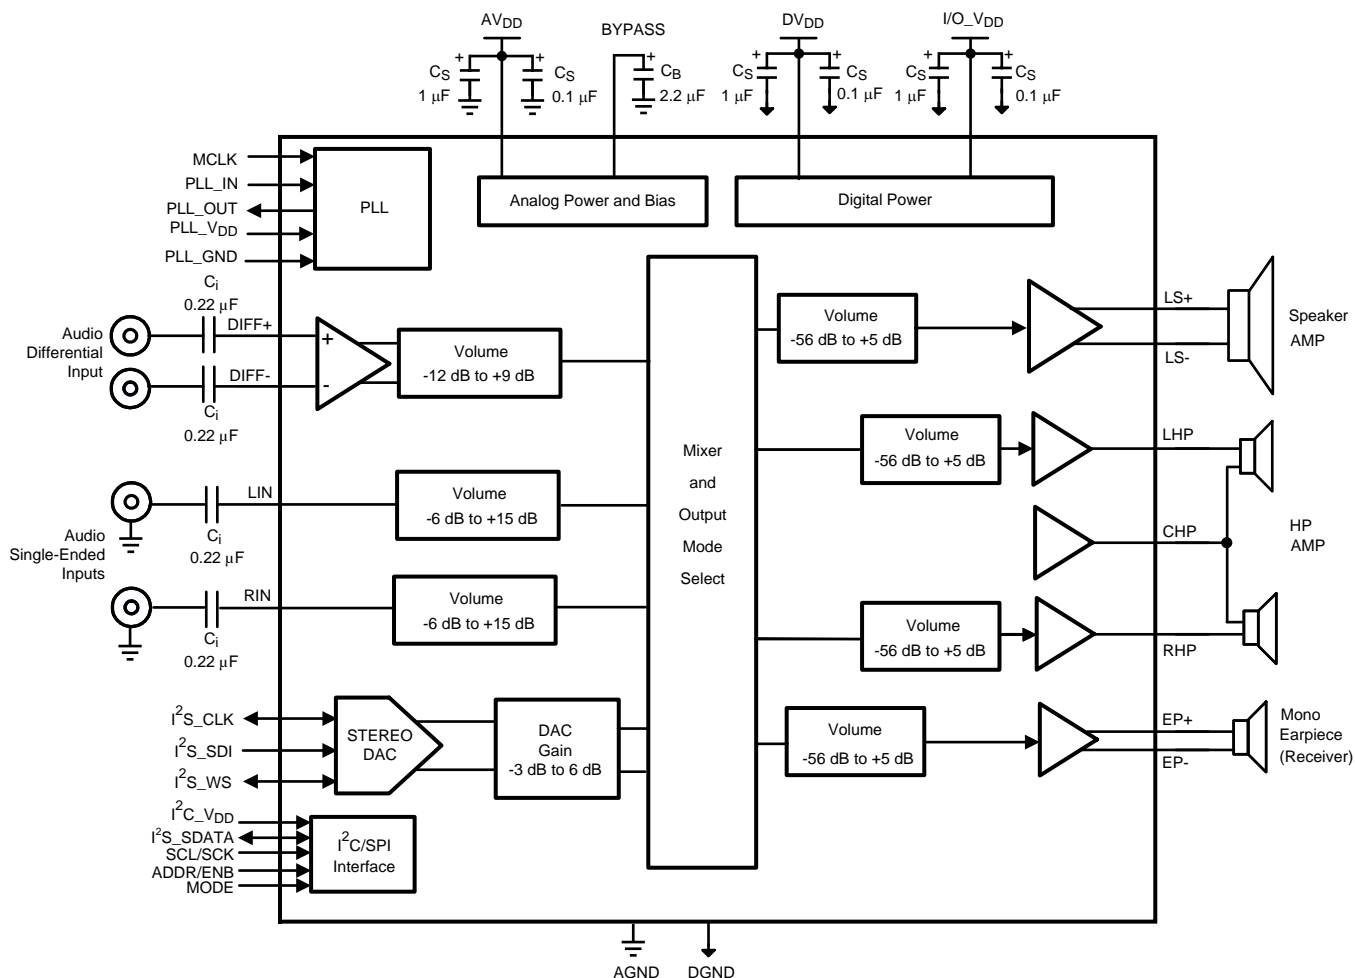 AVDD
BYPASS
DVDD
I/O_VDD
+
CS
1 μF
CS
0.1 μF
+
CB
2.2 μF
+
CS
1 μF
+
CS
0.1 μF
+
CS
1 μF
+
CS
0.1 μF
+
MCLK
PLL_IN
PLL_OUT
PLL_VDD
PLL_GND
PLL
Analog Power and Bias
Digital Power
Ci
0.22 μF
Audio
Differential
Input
DIFF+
DIFF-
+
-
Ci
0.22 μF
Volume
-12 dB to +9 dB
LIN
Ci
0.22 μF
Volume
-6 dB to +15 dB
Audio
Single-Ended
Inputs
RIN
Ci
0.22 μF
Volume
-6 dB to +15 dB
I2S_CLK
I2S_SDI
I2S_WS
STEREO
DAC
DAC
Gain
-3 dB to 6 dB
I2C_VDD
I2S_SDATA
SCL/SCK
ADDR/ENB
MODE
I2C/SPI
Interface
Mixer
and
Output
Mode
Select
Volume
-56 dB to +5 dB
LS+
LS-
Speaker
AMP
Volume
-56 dB to +5 dB
LHP
CHP
HP
AMP
Volume
-56 dB to +5 dB
RHP
Volume
-56 dB to +5 dB
EP+
EP-
Mono
Earpiece
(Receiver)
AGND
DGND